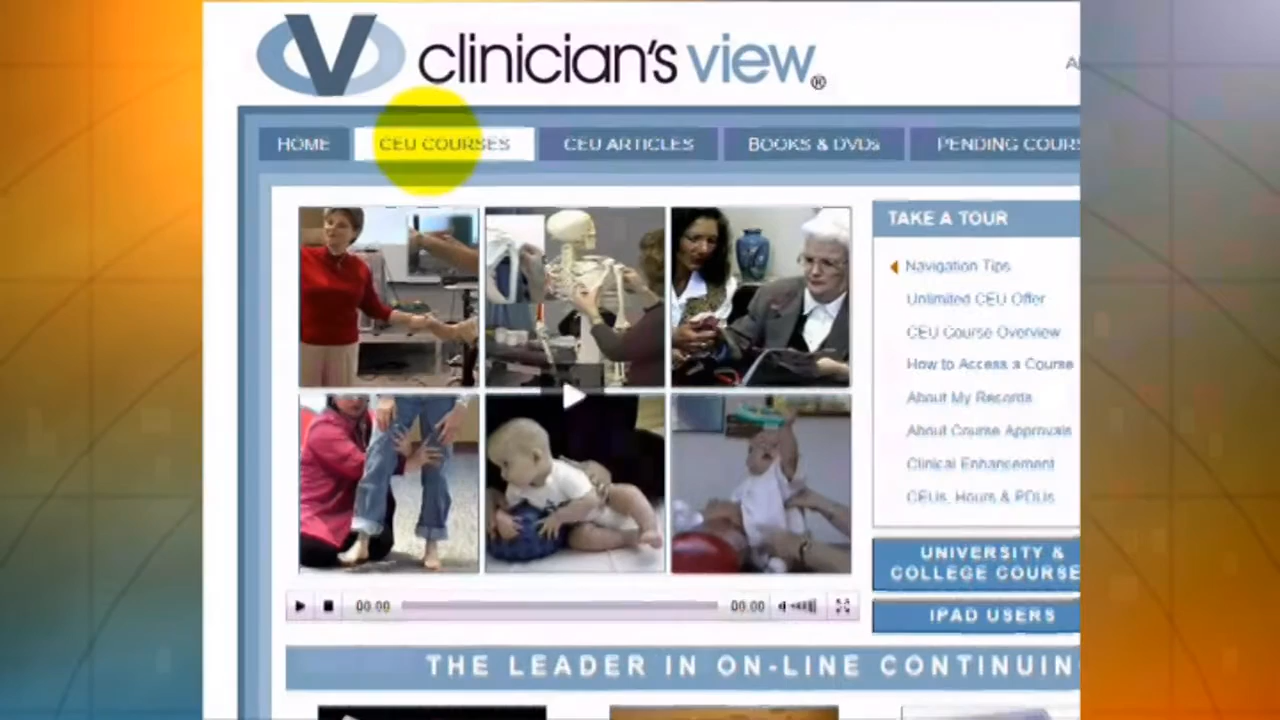 V clinician's view®
HOME CEU COURSES CEU ARTICLES BOOKS & DVDs PENDING COURS
TAKE A TOUR
Navigation Tips
Unlimited CEU Offer
CEU Course Overview
How to Access a Course
About My Records
About Course Approvals
Clinical Enhancement
CEUs, Hours & PDUs
UNIVERSITY &
COLLEGE COURSE
IPAD USERS
00:00 00:00
THE LEADER IN ON-LINE CONTINUIN